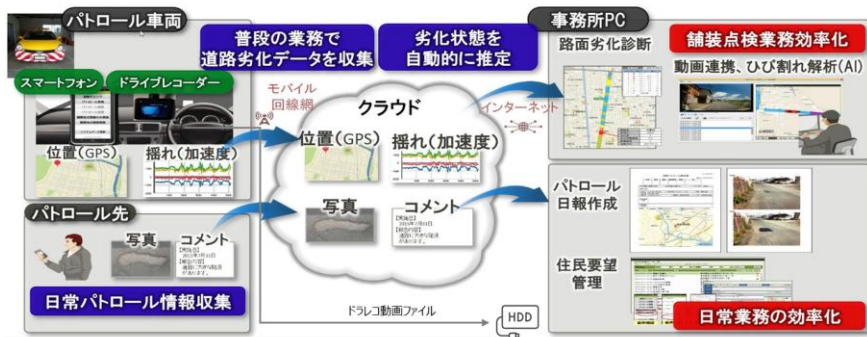 パトロール車両
スマートフォン
ドライブレコーダー
位置(GPS)
揺れ(加速度)
パトロール先
写真
コメント
日常パトロール情報収集
普段の業務で
道路劣化データを収集
劣化状態を
自動的に推定
モバイル
回線網
クラウド
インターネット
位置(GPS)
揺れ(加速度)
写真
コメント
ドラレコ動画ファイル
HDD
事務所PC
路面劣化診断
舗装点検業務効率化
動画連携、ひび割れ解析(AI)
パトロール
日報作成
住民要望
管理
日常業務の効率化